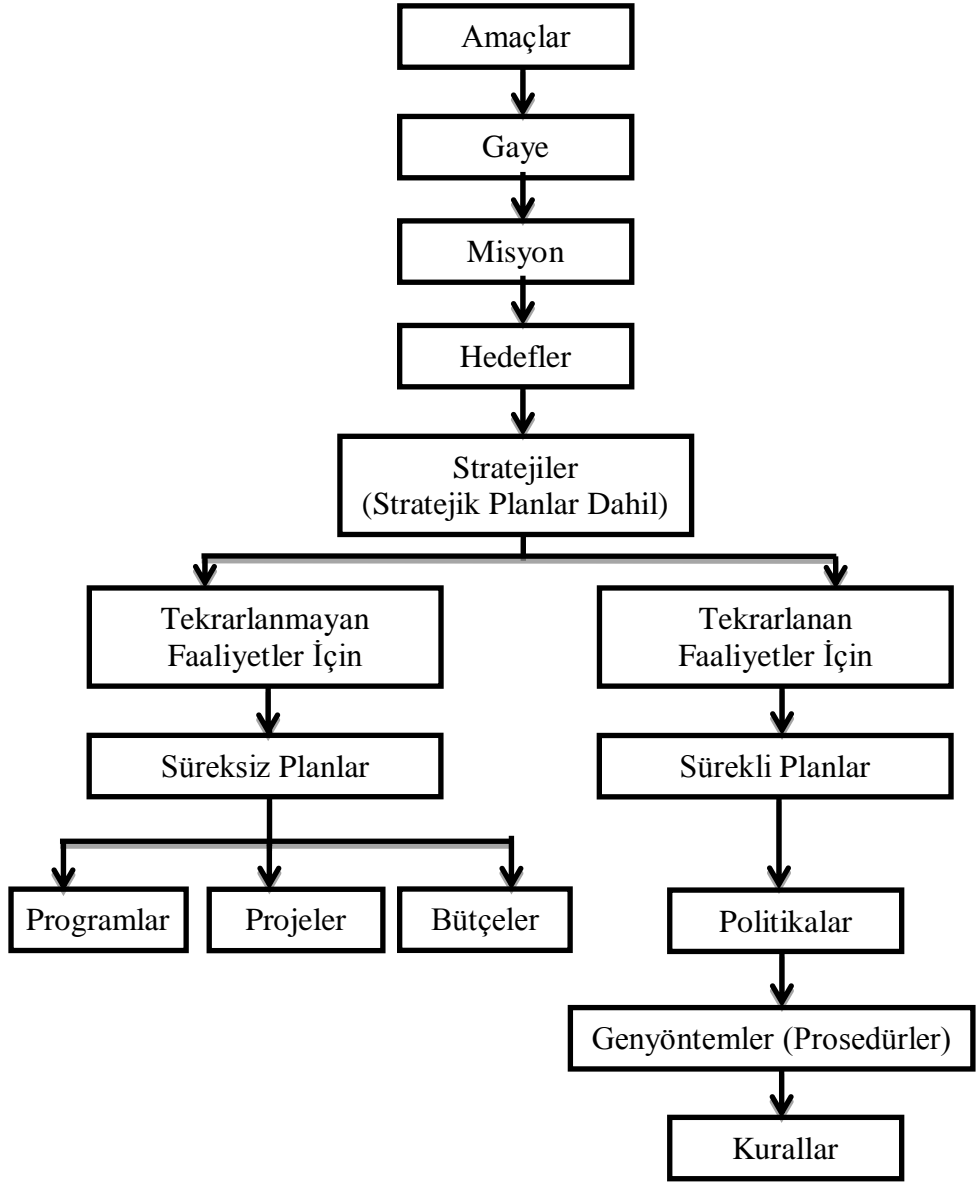 Amaçlar
Gaye
Misyon
Hedefler
Stratejiler
(Stratejik Planlar Dahil)
Tekrarlanmayan
Faaliyetler İçin
Tekrarlanan
Faaliyetler İçin
Süreksiz Planlar
Sürekli Planlar
Programlar
Projeler
Bütçeler
Politikalar
Genyöntemler (Prosedürler)
Kurallar